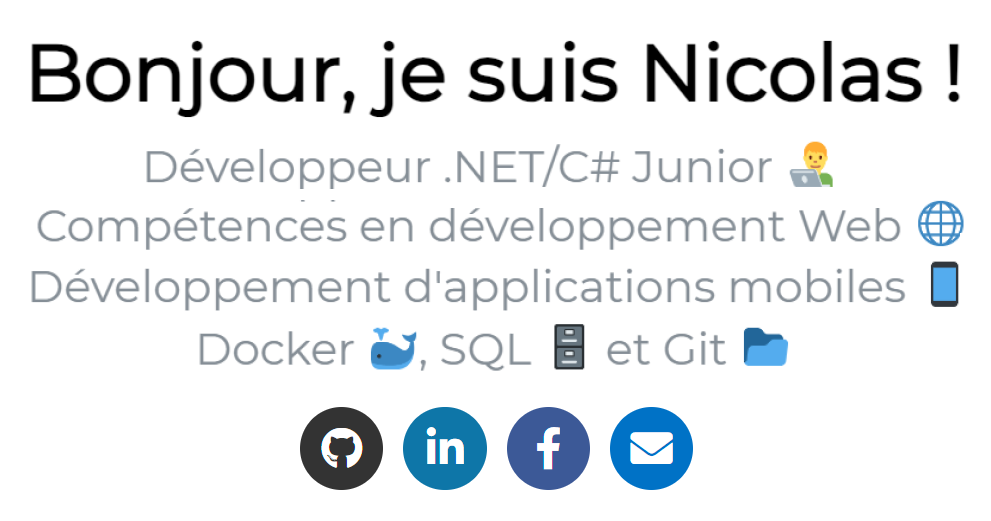 Bonjour, je suis Nicolas !
Développeur .NET/C# Junior 👨‍💻
Compétences en développement Web 🌐
Développement d'applications mobiles 📱
Docker 🐳, SQL 🗄️ et Git 📂
in f